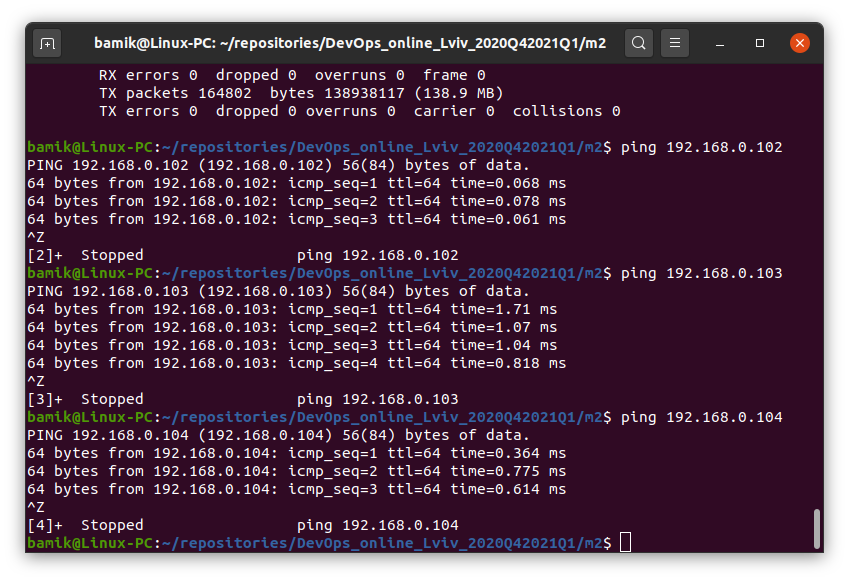 bamik@Linux-PC: ~/repositories/DevOps_online_Lviv_2020Q42021Q1/m2
RX errors 0  dropped 0  overruns 0  frame 0
TX packets 164802  bytes 138938117 (138.9 MB)
TX errors 0  dropped 0 overruns 0  carrier 0  collisions 0
bamik@Linux-PC:~/repositories/DevOps_online_Lviv_2020Q42021Q1/m2$ ping 192.168.0.102
PING 192.168.0.102 (192.168.0.102) 56(84) bytes of data.
64 bytes from 192.168.0.102: icmp_seq=1 ttl=64 time=0.068 ms
64 bytes from 192.168.0.102: icmp_seq=2 ttl=64 time=0.078 ms
64 bytes from 192.168.0.102: icmp_seq=3 ttl=64 time=0.061 ms
^Z
[2]+  Stopped                 ping 192.168.0.102
bamik@Linux-PC:~/repositories/DevOps_online_Lviv_2020Q42021Q1/m2$ ping 192.168.0.103
PING 192.168.0.103 (192.168.0.103) 56(84) bytes of data.
64 bytes from 192.168.0.103: icmp_seq=1 ttl=64 time=1.71 ms
64 bytes from 192.168.0.103: icmp_seq=2 ttl=64 time=1.07 ms
64 bytes from 192.168.0.103: icmp_seq=3 ttl=64 time=1.04 ms
64 bytes from 192.168.0.103: icmp_seq=4 ttl=64 time=0.818 ms
^Z
[3]+  Stopped                 ping 192.168.0.103
bamik@Linux-PC:~/repositories/DevOps_online_Lviv_2020Q42021Q1/m2$ ping 192.168.0.104
PING 192.168.0.104 (192.168.0.104) 56(84) bytes of data.
64 bytes from 192.168.0.104: icmp_seq=1 ttl=64 time=0.364 ms
64 bytes from 192.168.0.104: icmp_seq=2 ttl=64 time=0.775 ms
64 bytes from 192.168.0.104: icmp_seq=3 ttl=64 time=0.614 ms
^Z
[4]+  Stopped                 ping 192.168.0.104
bamik@Linux-PC:~/repositories/DevOps_online_Lviv_2020Q42021Q1/m2$